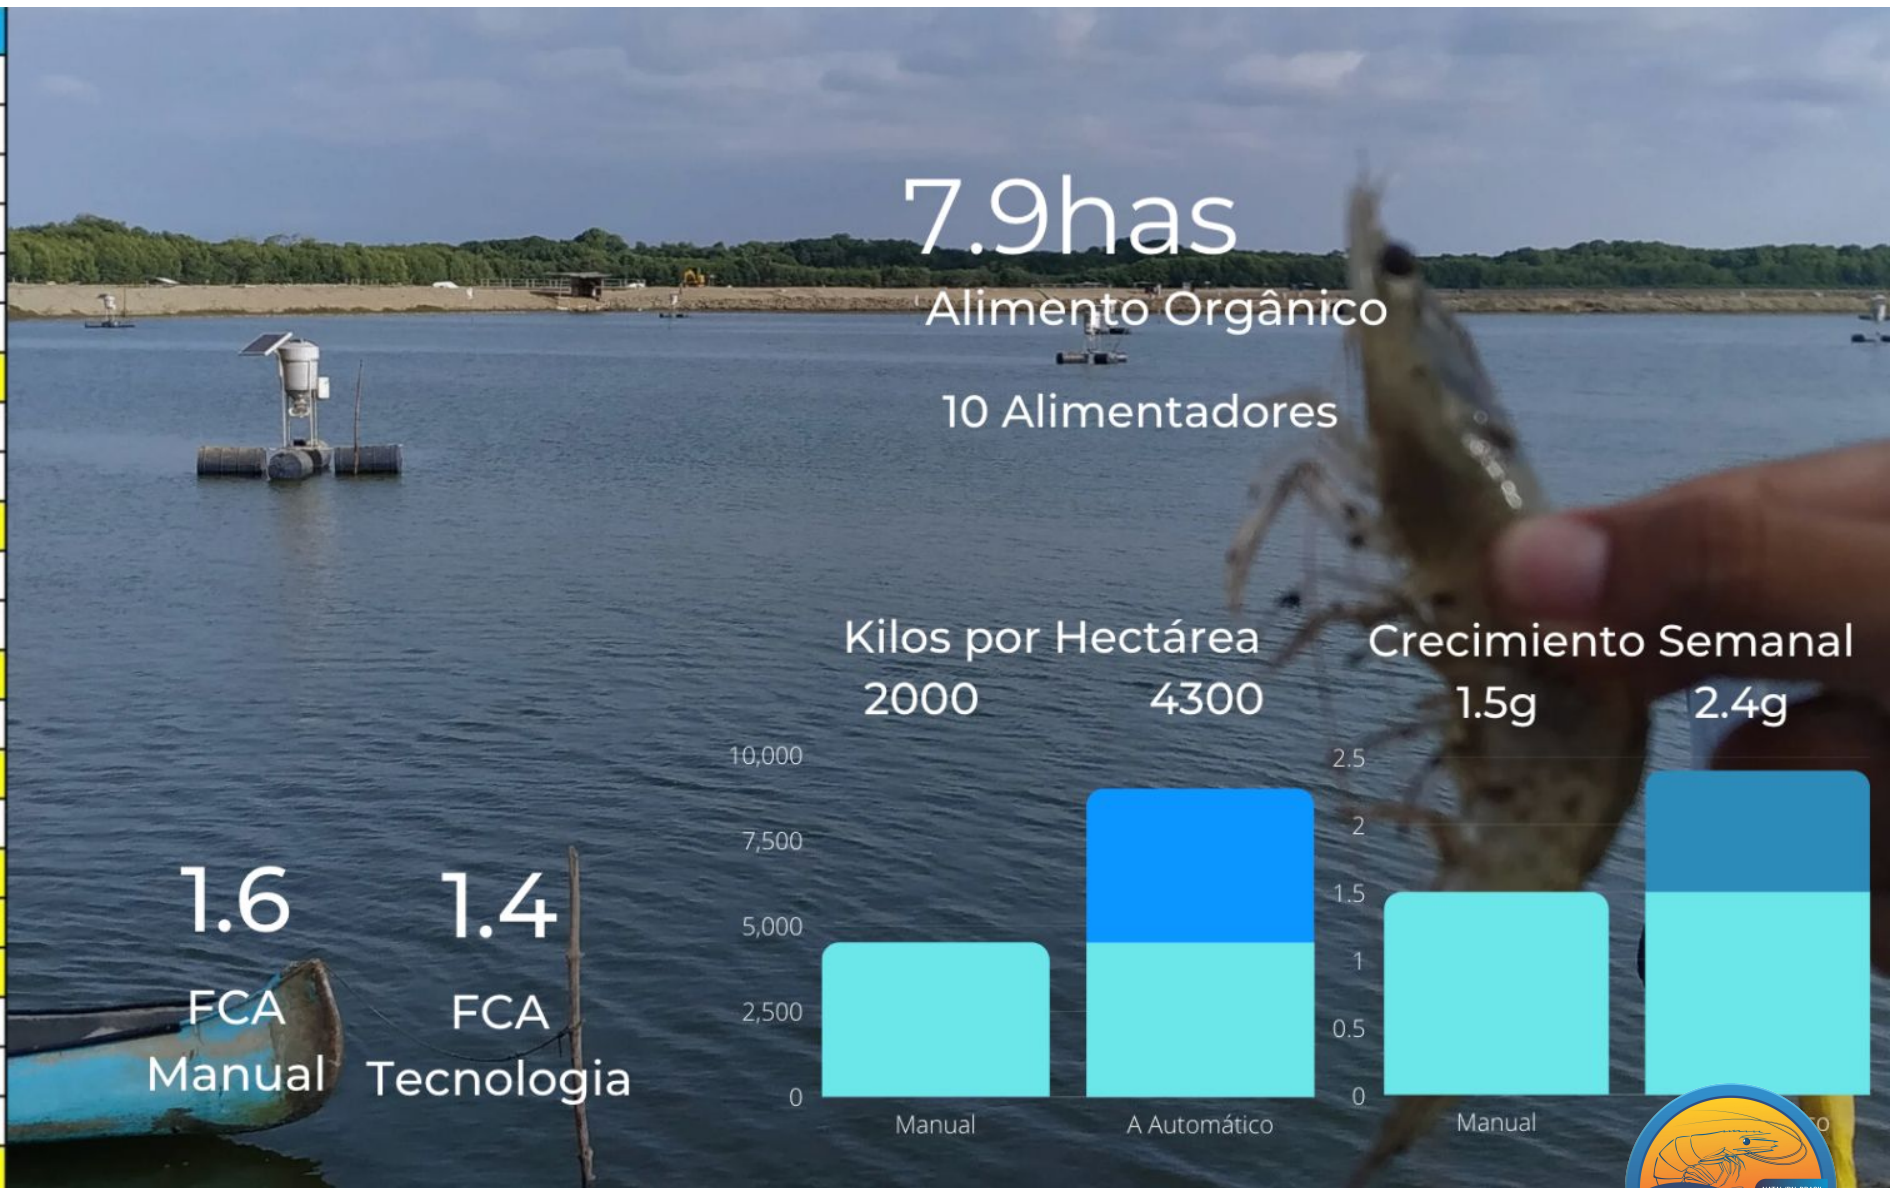 7.9has
Alimento Orgânico
10 Alimentadores
Kilos por Hectárea
2000 4300
Crecimiento Semanal
1.5g 2.4g
10,000
7,500
5,000
2,500
0
Manual A Automático
2.5
2
1.5
1
0.5
0
Manual
1.6
FCA
Manual
1.4
FCA
Tecnologia